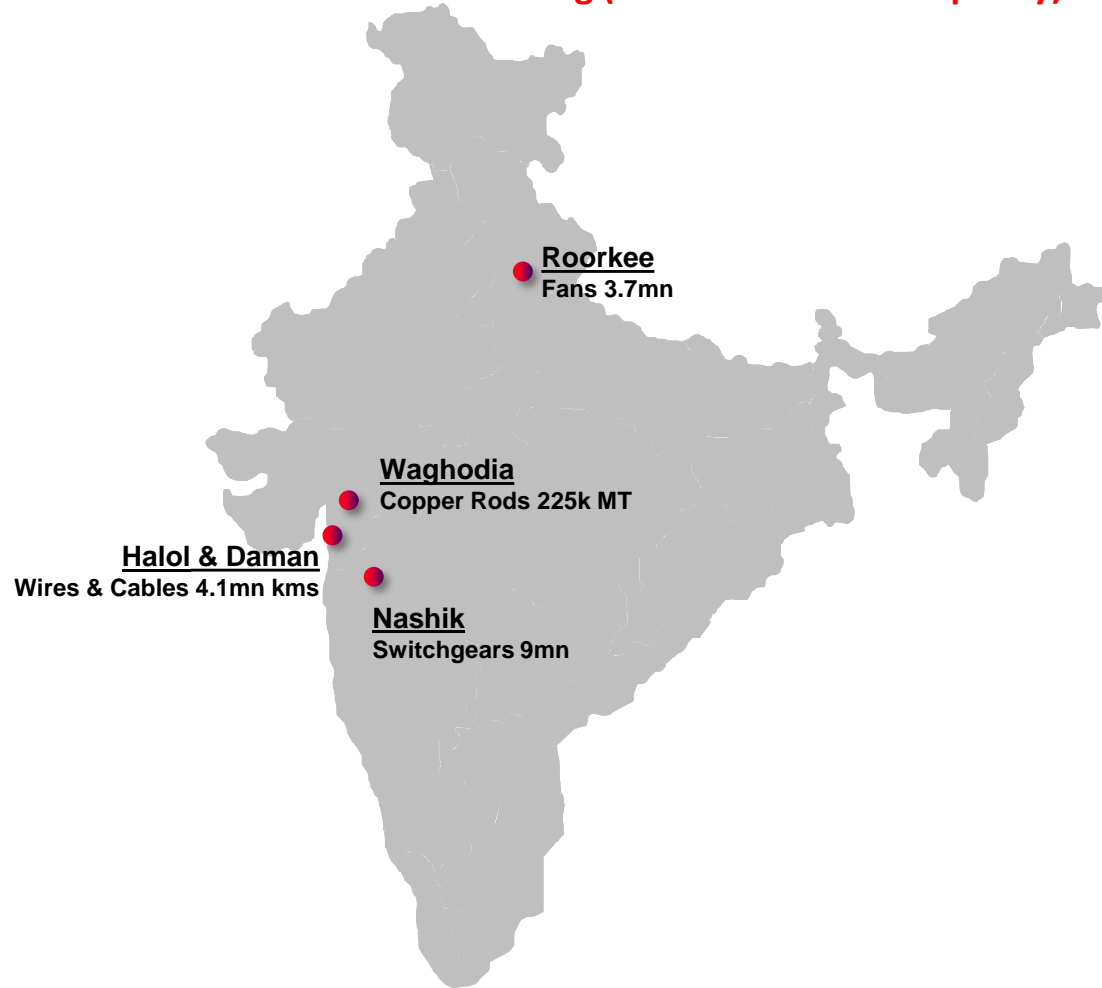 Roorkee
Fans 3.7mn
Waghodia
Copper Rods 225k MT
Halol & Daman
Wires & Cables 4.1mn kms
Nashik
Switchgears 9mn